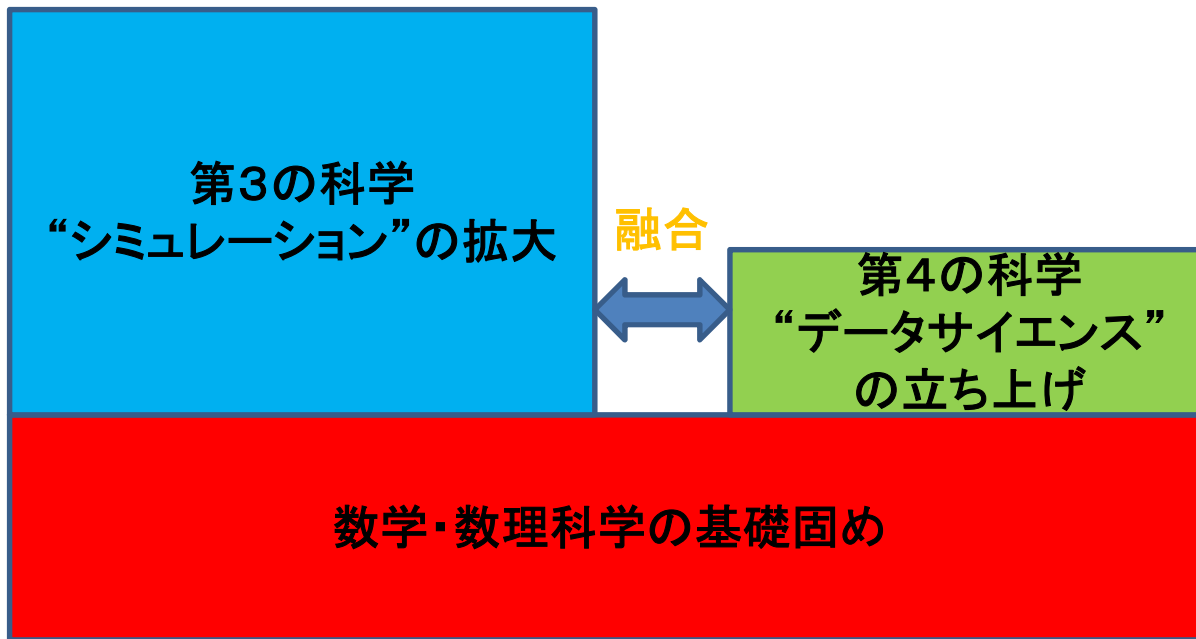 第３の科学
“シミュレーション”の拡大
融合
第４の科学
“データサイエンス”
の立ち上げ
数学・数理科学の基礎固め